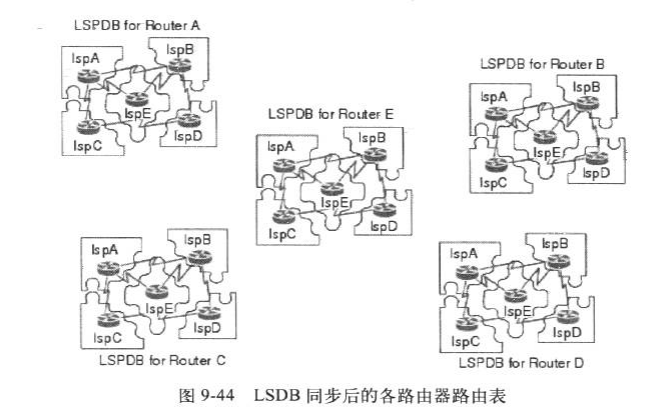 LSPDB for Router A
lspA
lspB
lspE
lspC
lspD
LSPDB for Router B
lspA
lspB
lspE
lspC
lspD
LSPDB for Router E
lspA
lspB
lspE
lspC
lspD
lspA
lspB
lspE
lspC
lspD
LSPDB for Router C
lspA
lspB
lspE
lspC
lspD
LSPDB for Router D
图 9-44 LSDB 同步后的各路由器路由表